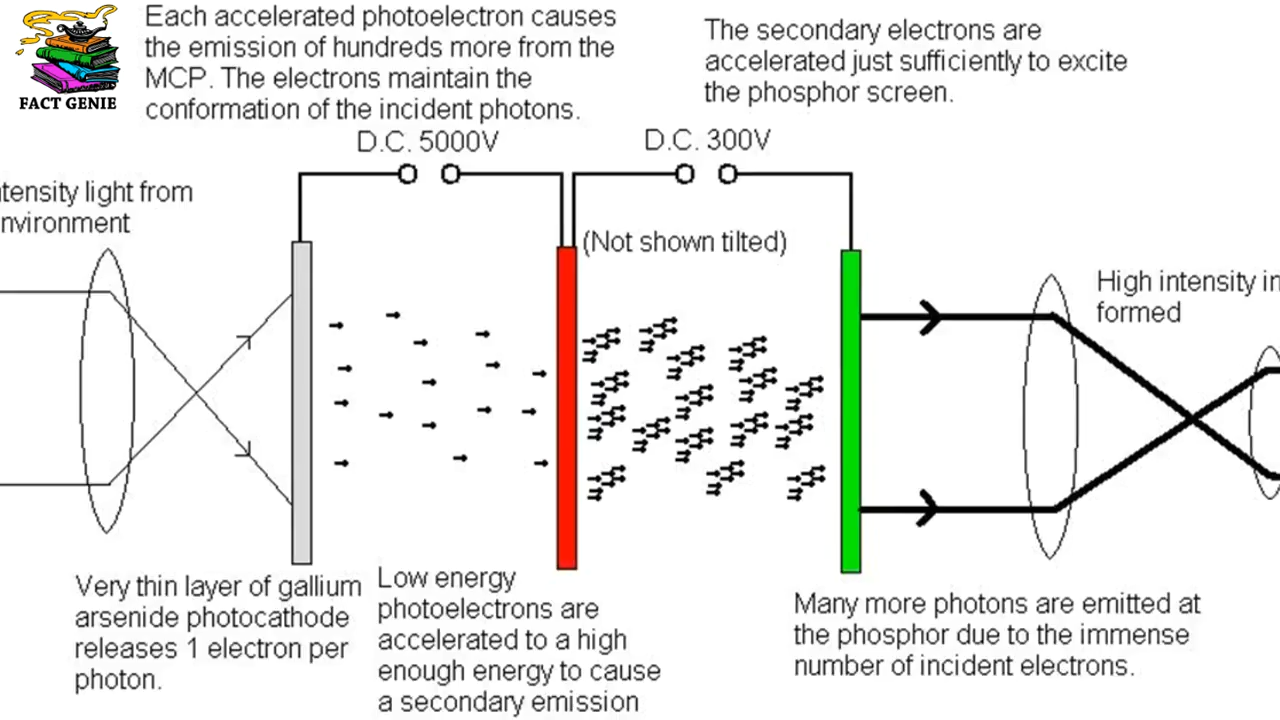 FACT GENIE
Each accelerated photoelectron causes
the emission of hundreds more from the
MCP. The electrons maintain the
conformation of the incident photons.
The secondary electrons are
accelerated just sufficiently to excite
the phosphor screen.
D.C. 5000V
D.C. 300V
ntensity light from
nvironment
(Not shown tilted)
High intensity in
formed
Very thin layer of gallium
arsenide photocathode
releases 1 electron per
photon.
Low energy
photoelectrons are
accelerated to a high
enough energy to cause
a secondary emission
Many more photons are emitted at
the phosphor due to the immense
number of incident electrons.